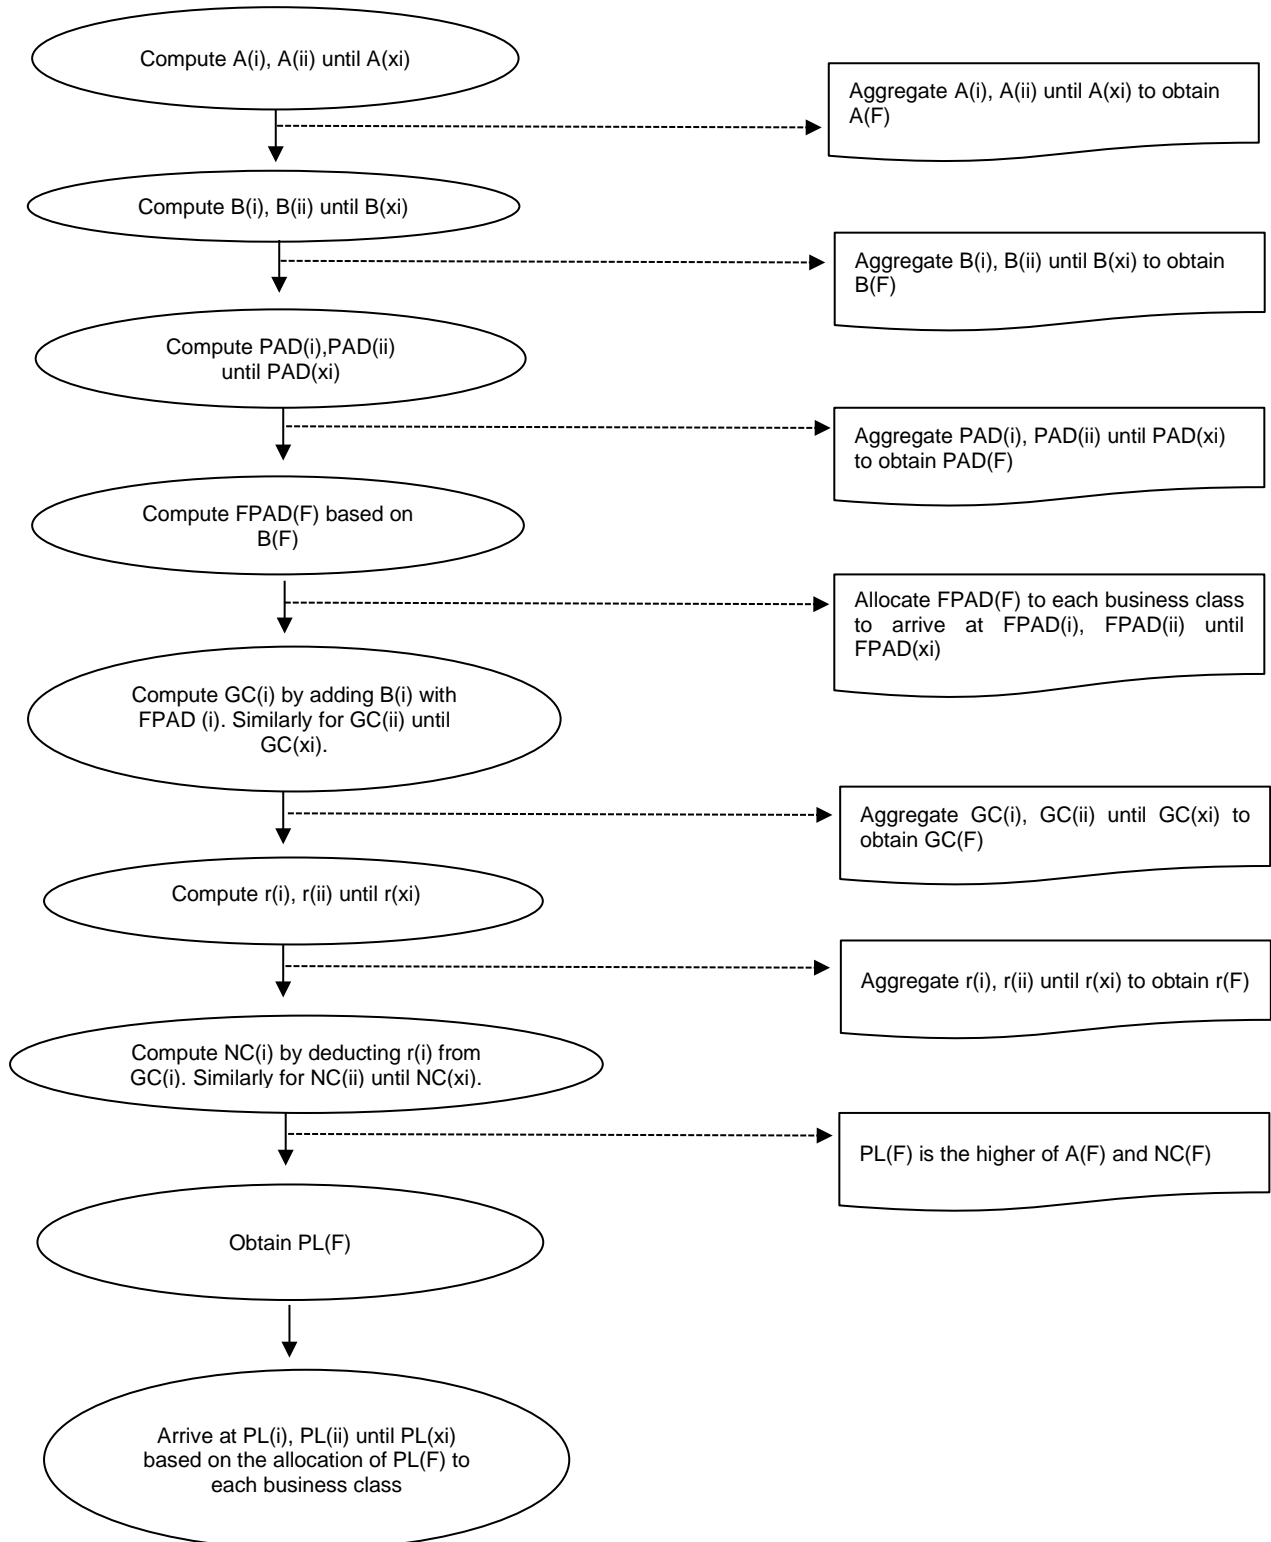 Compute A(i), A(ii) until A(xi)
Aggregate A(i), A(ii) until A(xi) to obtain
A(F)
Compute B(i), B(ii) until B(xi)
Aggregate B(i), B(ii) until B(xi) to obtain
B(F)
Compute PAD(i),PAD(ii)
until PAD(xi)
Aggregate PAD(i), PAD(ii) until PAD(xi)
to obtain PAD(F)
Compute FPAD(F) based on
B(F)
Allocate FPAD(F) to each business class
to arrive at FPAD(i), FPAD(ii) until
FPAD(xi)
Compute GC(i) by adding B(i) with
FPAD (i). Similarly for GC(ii) until
GC(xi).
Aggregate GC(i), GC(ii) until GC(xi) to
obtain GC(F)
Compute r(i), r(ii) until r(xi)
Aggregate r(i), r(ii) until r(xi) to obtain r(F)
Compute NC(i) by deducting r(i) from
GC(i). Similarly for NC(ii) until NC(xi).
PL(F) is the higher of A(F) and NC(F)
Obtain PL(F)
Arrive at PL(i), PL(ii) until PL(xi)
based on the allocation of PL(F) to
each business class